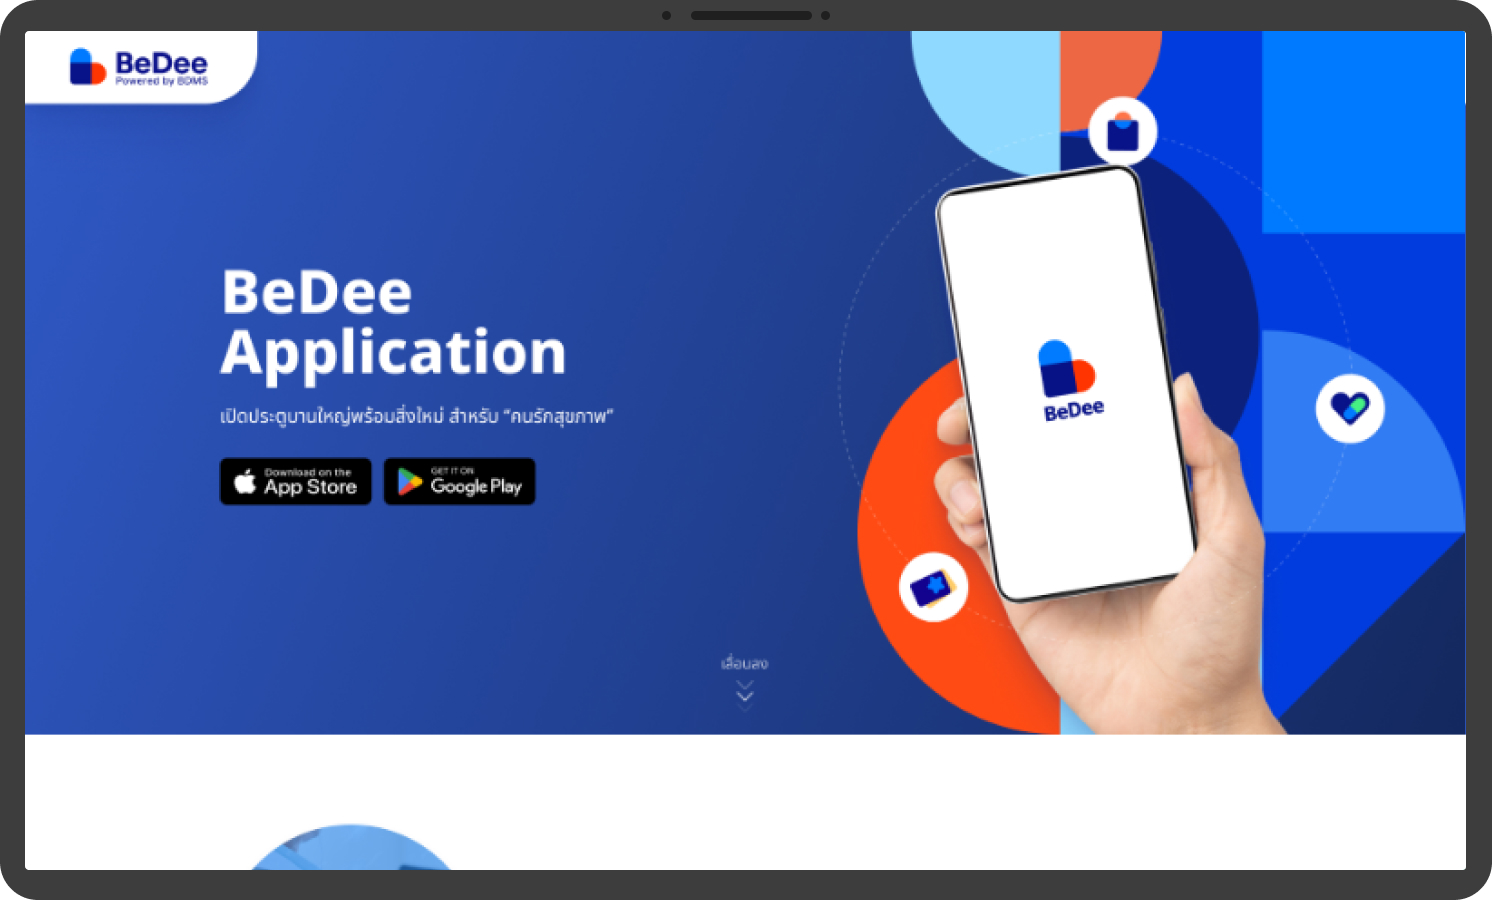 BeDee
Powered by BDMS
BeDee
Application
เปิดประตูบานใหญ่พร้อมสิ่งใหม่ สำหรับ “คนรักสุขภาพ”
Download on the
App Store
GET IT ON
Google Play
BeDee
เลื่อนลง